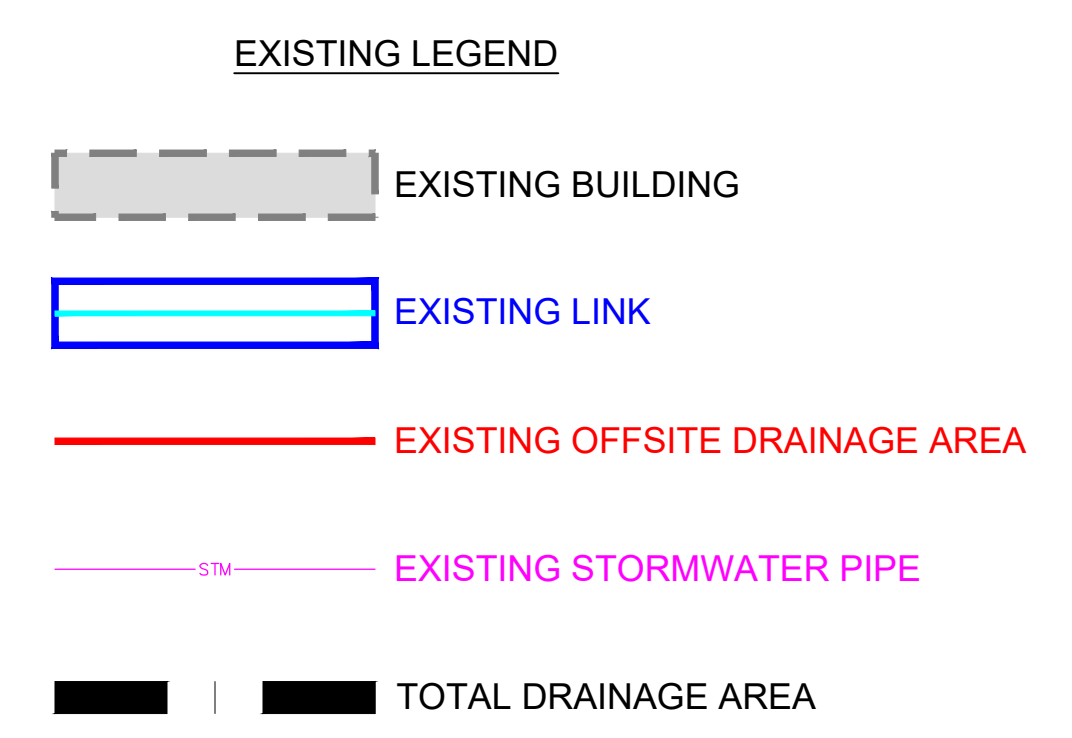 EXISTING LEGEND
EXISTING BUILDING
EXISTING LINK
EXISTING OFFSITE DRAINAGE AREA
STM EXISTING STORMWATER PIPE
TOTAL DRAINAGE AREA